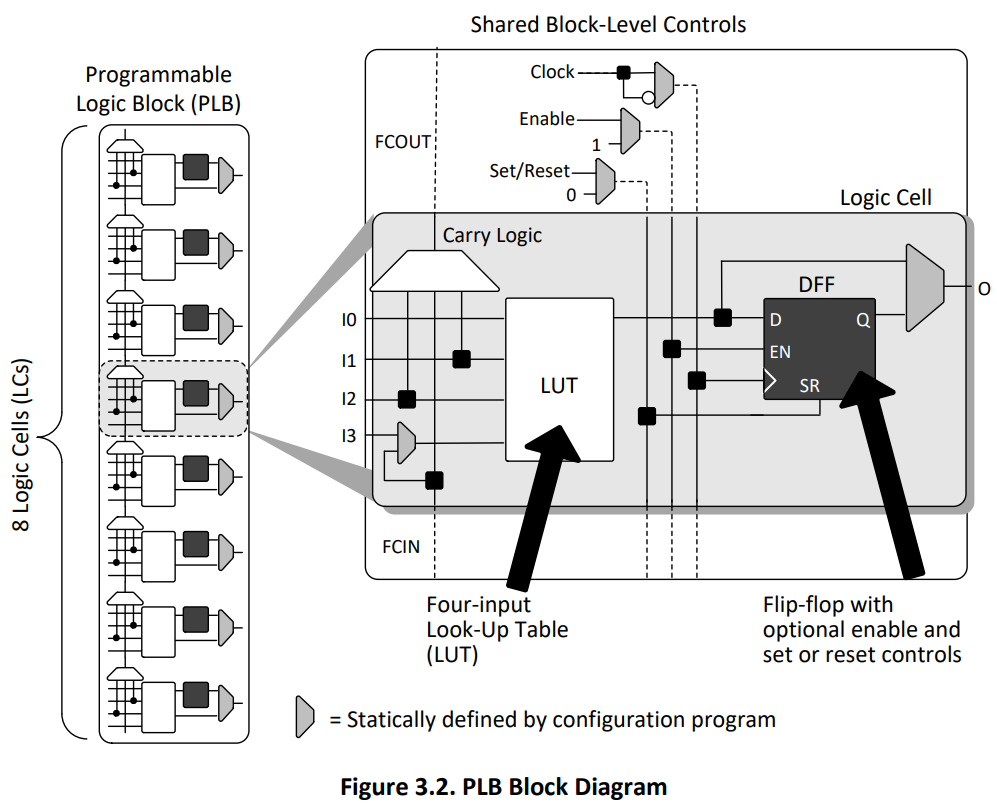 Shared Block-Level Controls
Programmable
Logic Block (PLB)
8 Logic Cells (LCs)
Clock
Enable
1
Set/Reset
0
FCOUT
Logic Cell
Carry Logic
I0
I1
I2
I3
LUT
DFF
D
Q
EN
SR
O
FCIN
Four-input
Look-Up Table
(LUT)
Flip-flop with
optional enable and
set or reset controls
= Statically defined by configuration program
Figure 3.2. PLB Block Diagram